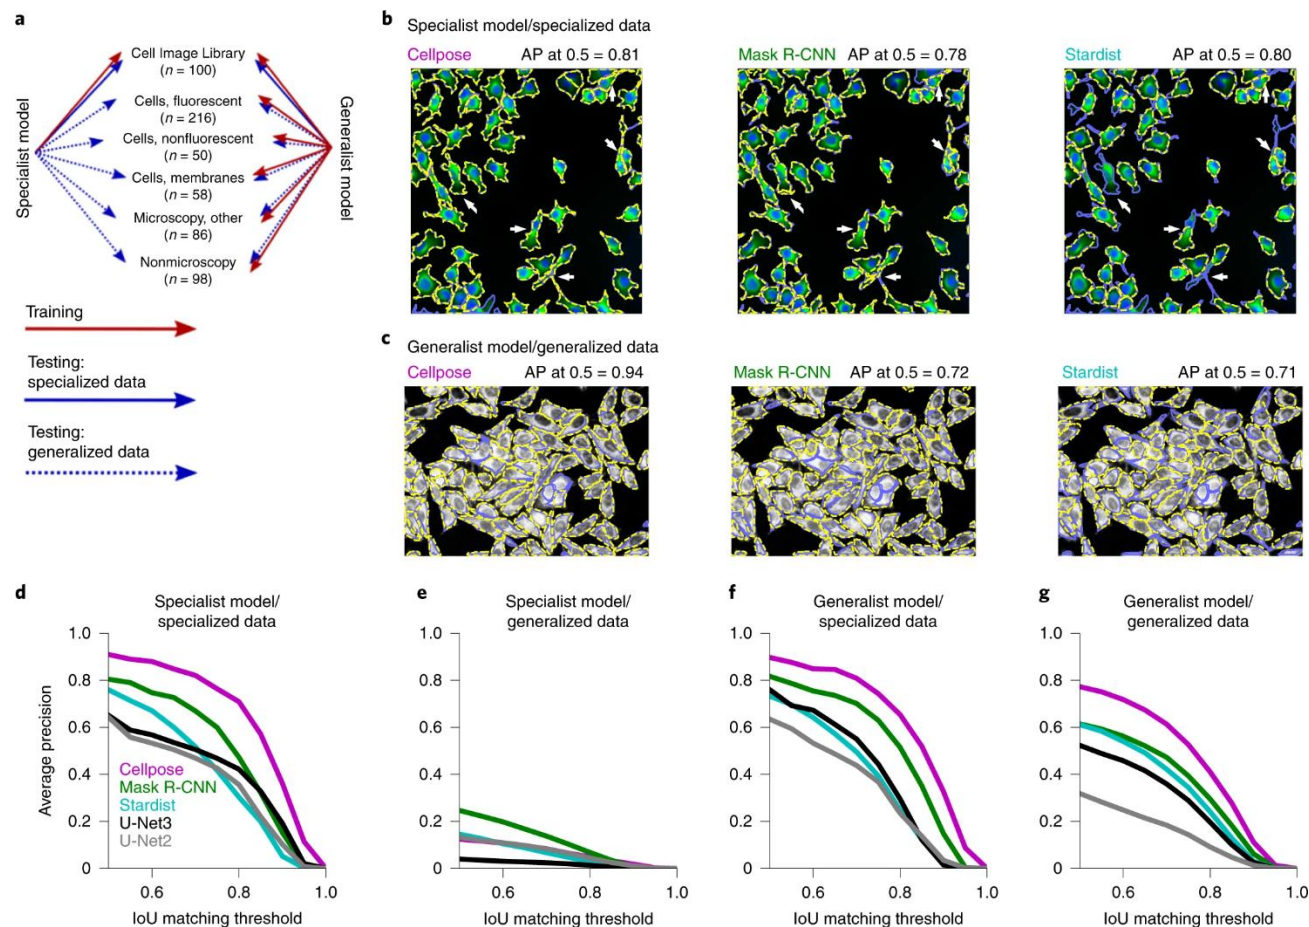 a
Cell Image Library
(n = 100)
Cells, fluorescent
(n = 216)
Cells, nonfluorescent
(n = 50)
Cells, membranes
(n = 58)
Microscopy, other
(n = 86)
Nonmicroscopy
(n = 98)
Specialist model
Generalist model
Training
Testing:
specialized data
Testing:
generalized data
b
Specialist model/specialized data
Cellpose AP at 0.5 = 0.81
Mask R-CNN AP at 0.5 = 0.78
Stardist AP at 0.5 = 0.80
c
Generalist model/generalized data
Cellpose AP at 0.5 = 0.94
Mask R-CNN AP at 0.5 = 0.72
Stardist AP at 0.5 = 0.71
d
Specialist model/
specialized data
1.0
0.8
0.6
0.4
0.2
0
Average precision
Cellpose
Mask R-CNN
Stardist
U-Net3
U-Net2
0.6 0.8 1.0
IoU matching threshold
e
Specialist model/
generalized data
1.0
0.8
0.6
0.4
0.2
0
0.6 0.8 1.0
IoU matching threshold
f
Generalist model/
specialized data
1.0
0.8
0.6
0.4
0.2
0
0.6 0.8 1.0
IoU matching threshold
g
Generalist model/
generalized data
1.0
0.8
0.6
0.4
0.2
0
0.6 0.8 1.0
IoU matching threshold